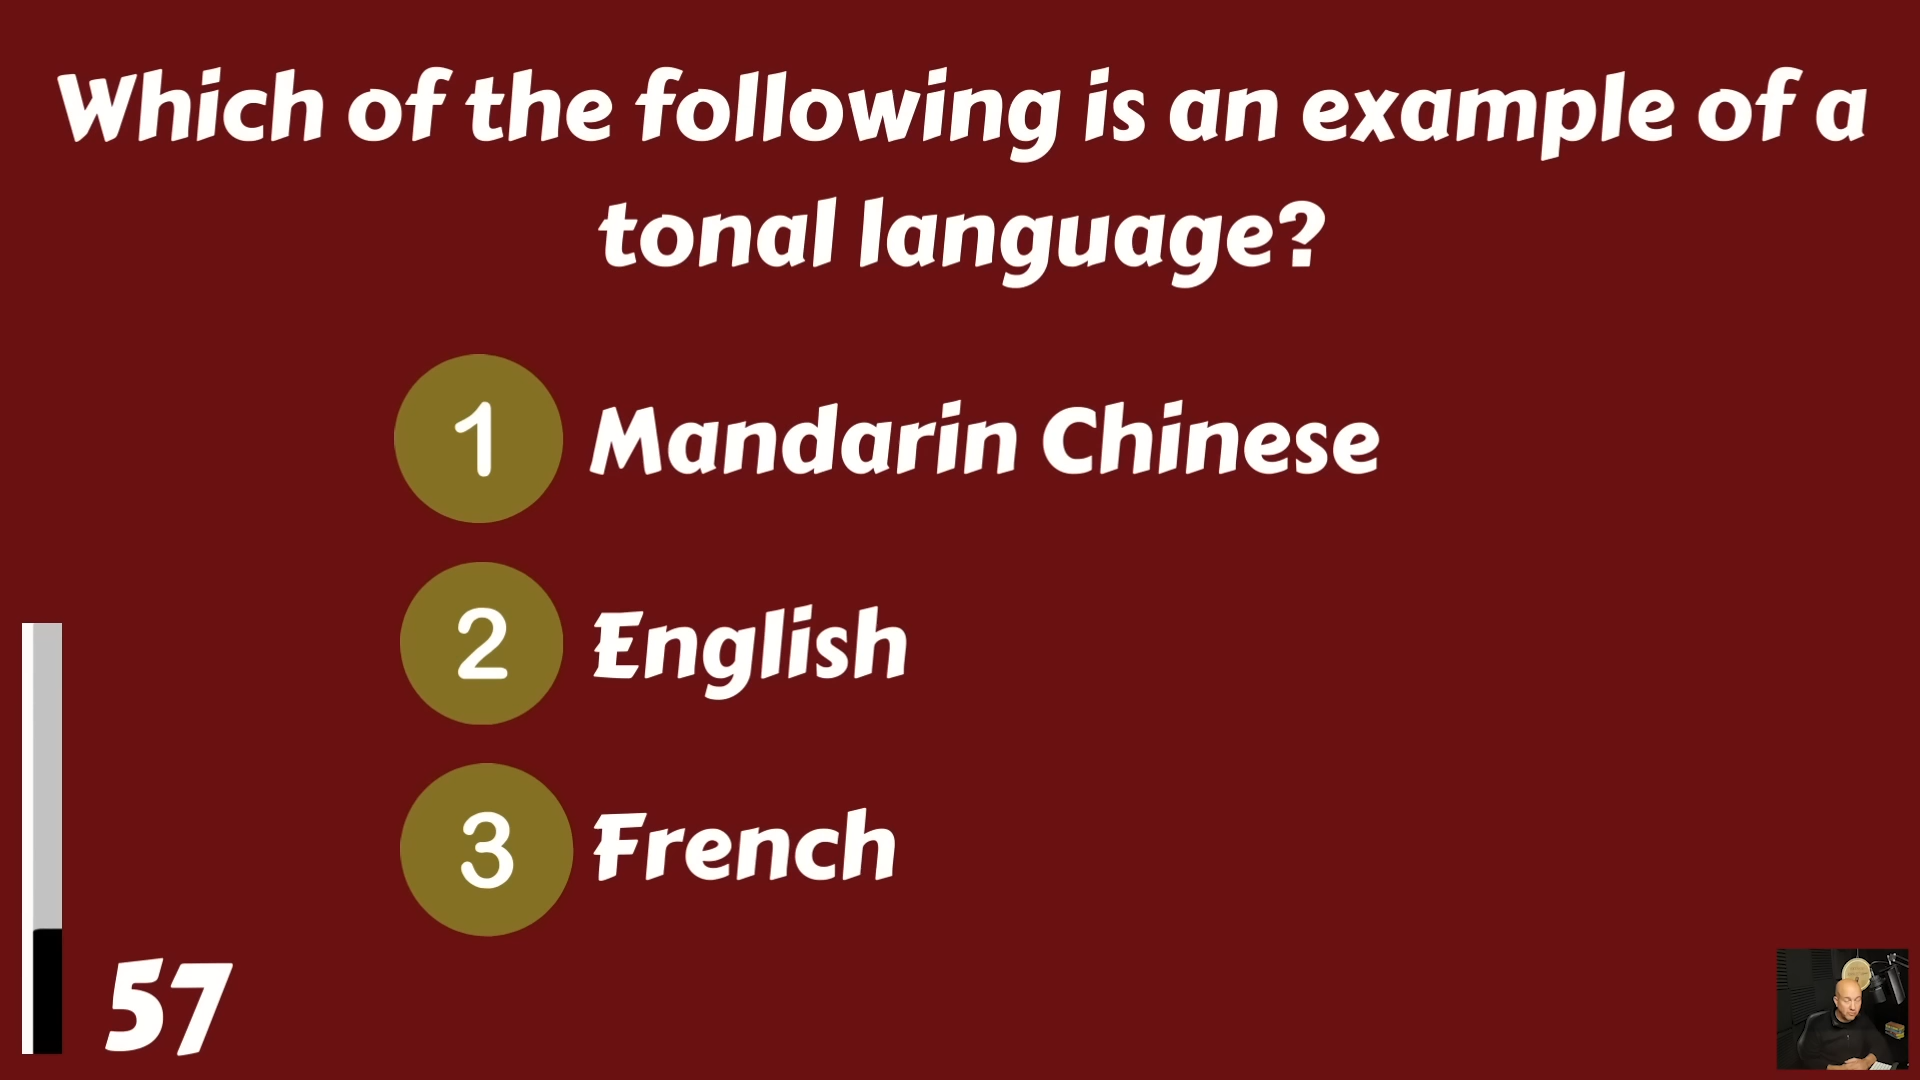 Which of the following is an example of a
tonal language?
1 Mandarin Chinese
2 English
3 French
57